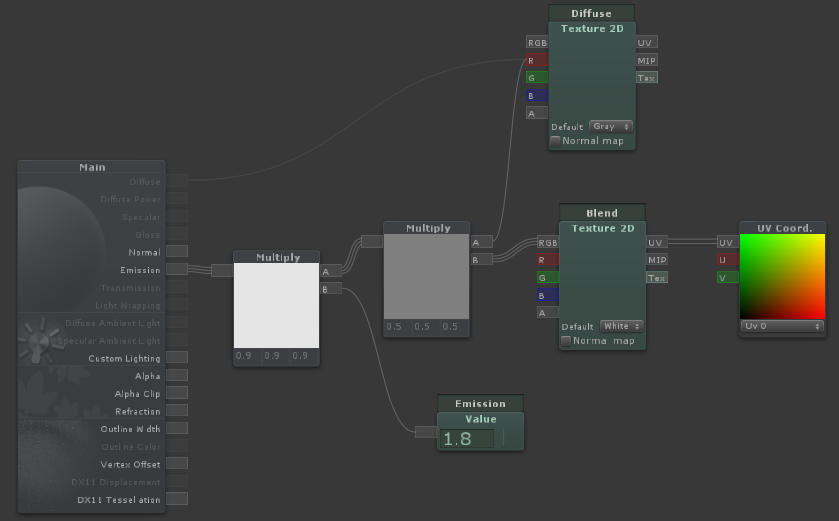 Diffuse
Texture 2D
RGB
UV
R
MIP
G
Tex
B
A
Default
Gray
Normal map
Main
Diffuse
Diffuse Power
Specular
Gloss
Normal
Emission
Transmission
Light Wrapping
Diffuse Ambient Light
Specular Ambient Light
Custom Lighting
Alpha
Alpha Clip
Refraction
Outline Width
Outline Color
Vertex Offset
DX11 Displacement
DX11 Tessellation
Multiply
A
B
0.9 0.9 0.9
Multiply
A
B
0.5 0.5 0.5
Blend
Texture 2D
RGB
UV
R
MIP
G
Tex
B
A
Default
White
Normal map
UV Coord.
UV
U
V
Uv 0
Emission
Value
1.8